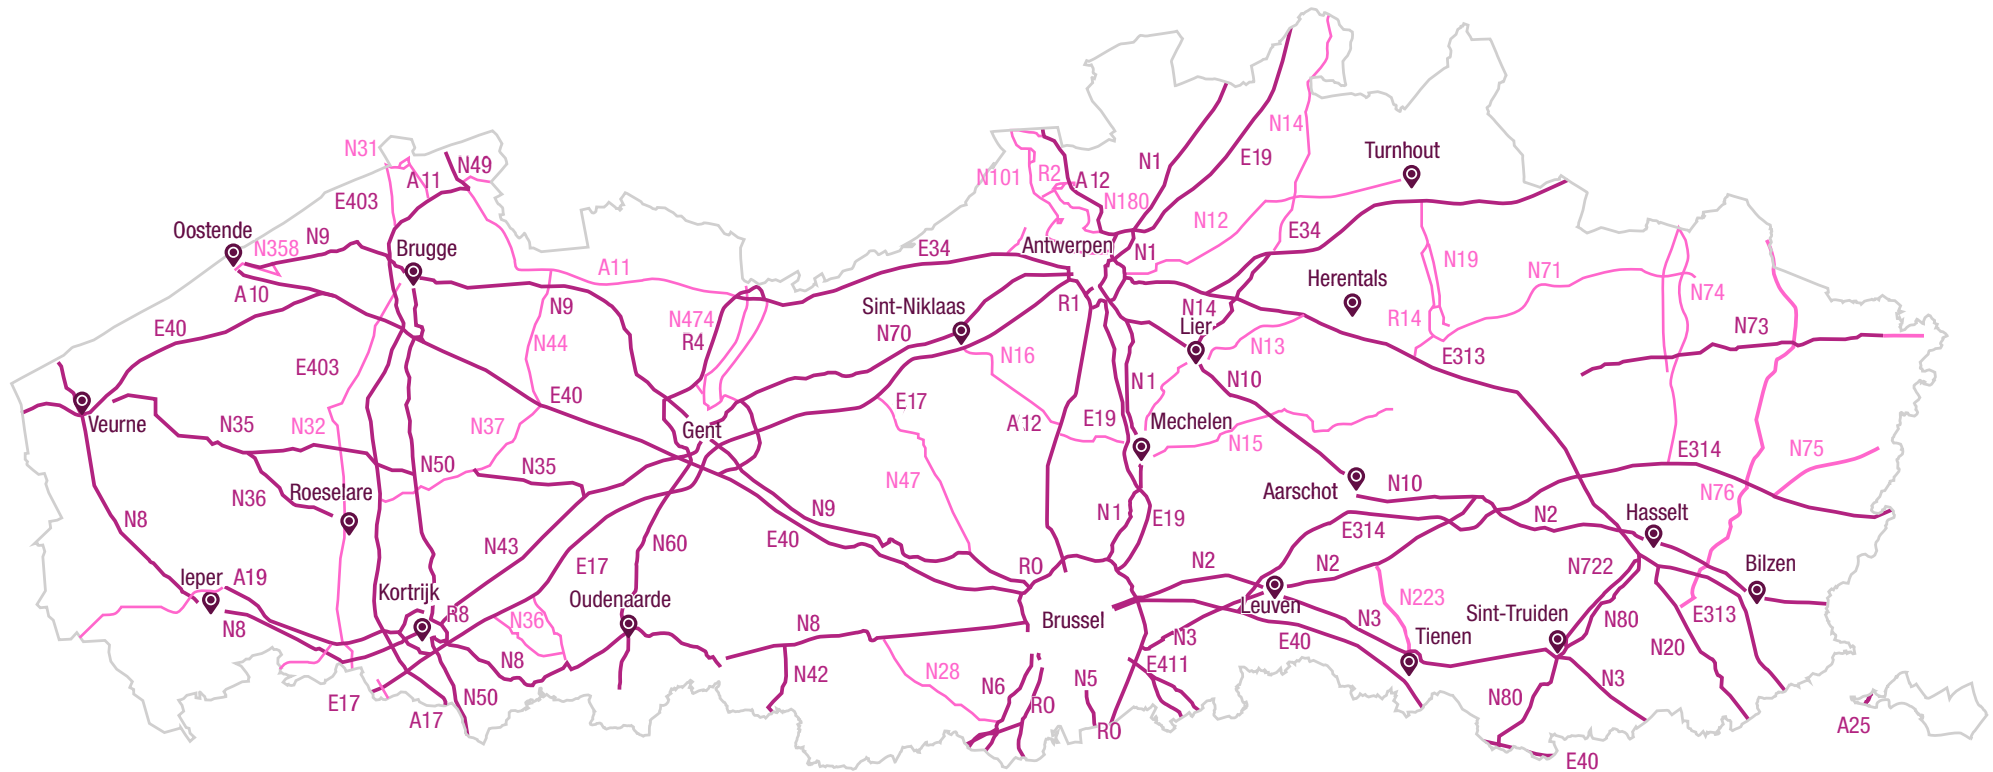 N31
N49
A11
E403
Oostende
N358
N9
Brugge
A10
E40
N9
A11
N44
E403
E40
N32
N37
Veurne
N35
N50
N35
N36
Roeselare
N8
N43
Ieper
A19
Kortrijk
R8
N8
E17
N36
Oudenaarde
N8
N50
E17
A17
N60
N474
R4
Gent
E34
Sint-Niklaas
N70
N16
E17
N47
N9
E40
N8
N42
N28
N101
R2
A12
N180
N1
E19
N14
Turnhout
N12
Antwerpen
N1
E34
Herentals
N19
N71
N74
R1
N14
Lier
N13
R14
E313
N73
N10
N1
E19
Mechelen
A12
N15
N1
E19
Aarschot
N10
E314
N75
N76
E314
N2
Hasselt
R0
N2
N2
N722
Bilzen
Brussel
Leuven
N223
N3
N3
E40
Tienen
Sint-Truiden
N80
E313
N20
N3
N80
N6
R0
N5
E411
R0
E40
A25